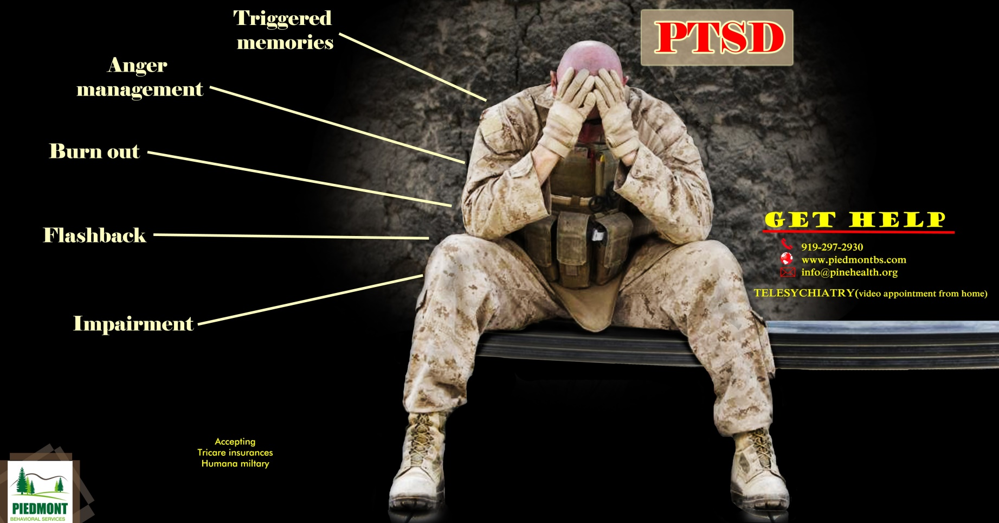 Triggered
memories
PTSD
Anger
management
Burn out
Flashback
Impairment
GET HELP
919-297-2930
www.piedmontbs.com
info@pinehealth.org
TELESYCHIATRY(video appointment from home)
Accepting
Tricare insurances
Humana miltary
PIEDMONT
BEHAVIORAL SERVICES